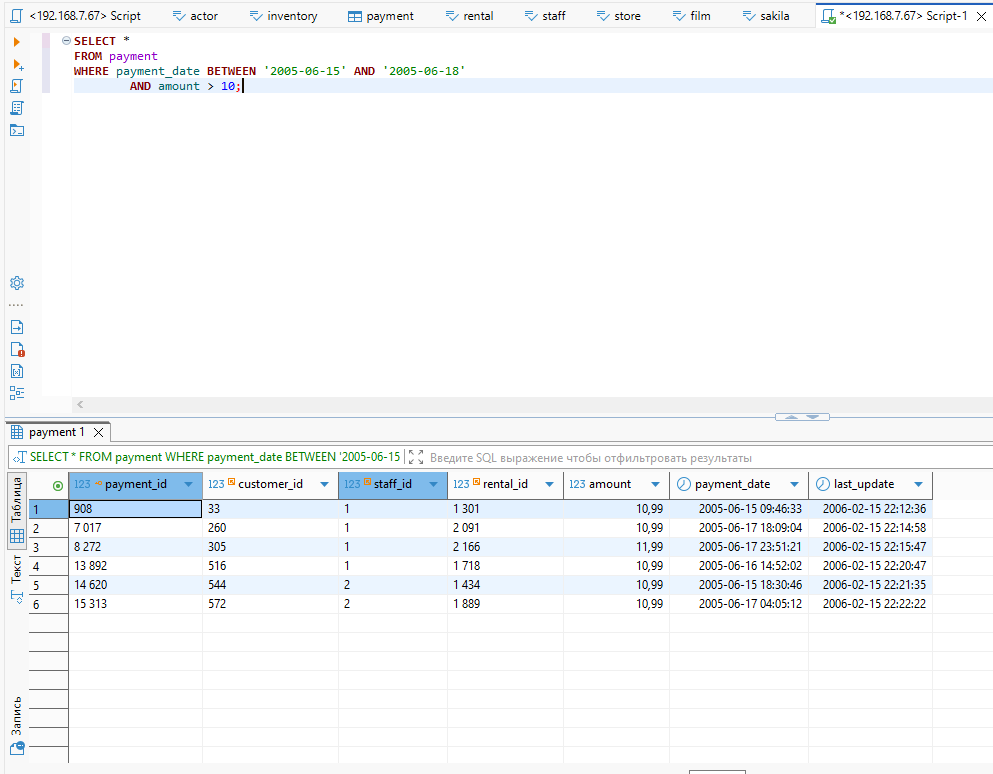 <192.168.7.67> Script actor inventory payment rental staff store film sakila *<192.168.7.67> Script-1
SELECT *
FROM payment
WHERE payment_date BETWEEN '2005-06-15' AND '2005-06-18'
AND amount > 10;
payment 1
SELECT * FROM payment WHERE payment_date BETWEEN '2005-06-15 Введите SQL выражение чтобы отфильтровать результаты
Таблица
Текст
Запись
123 payment_id 123 customer_id 123 staff_id 123 rental_id 123 amount payment_date last_update
1 908 33 1 1 301 10,99 2005-06-15 09:46:33 2006-02-15 22:12:36
2 7 017 260 1 2 091 10,99 2005-06-17 18:09:04 2006-02-15 22:14:58
3 8 272 305 1 2 166 11,99 2005-06-17 23:51:21 2006-02-15 22:15:47
4 13 892 516 1 1 718 10,99 2005-06-16 14:52:02 2006-02-15 22:20:47
5 14 620 544 2 1 434 10,99 2005-06-15 18:30:46 2006-02-15 22:21:35
6 15 313 572 2 1 889 10,99 2005-06-17 04:05:12 2006-02-15 22:22:22